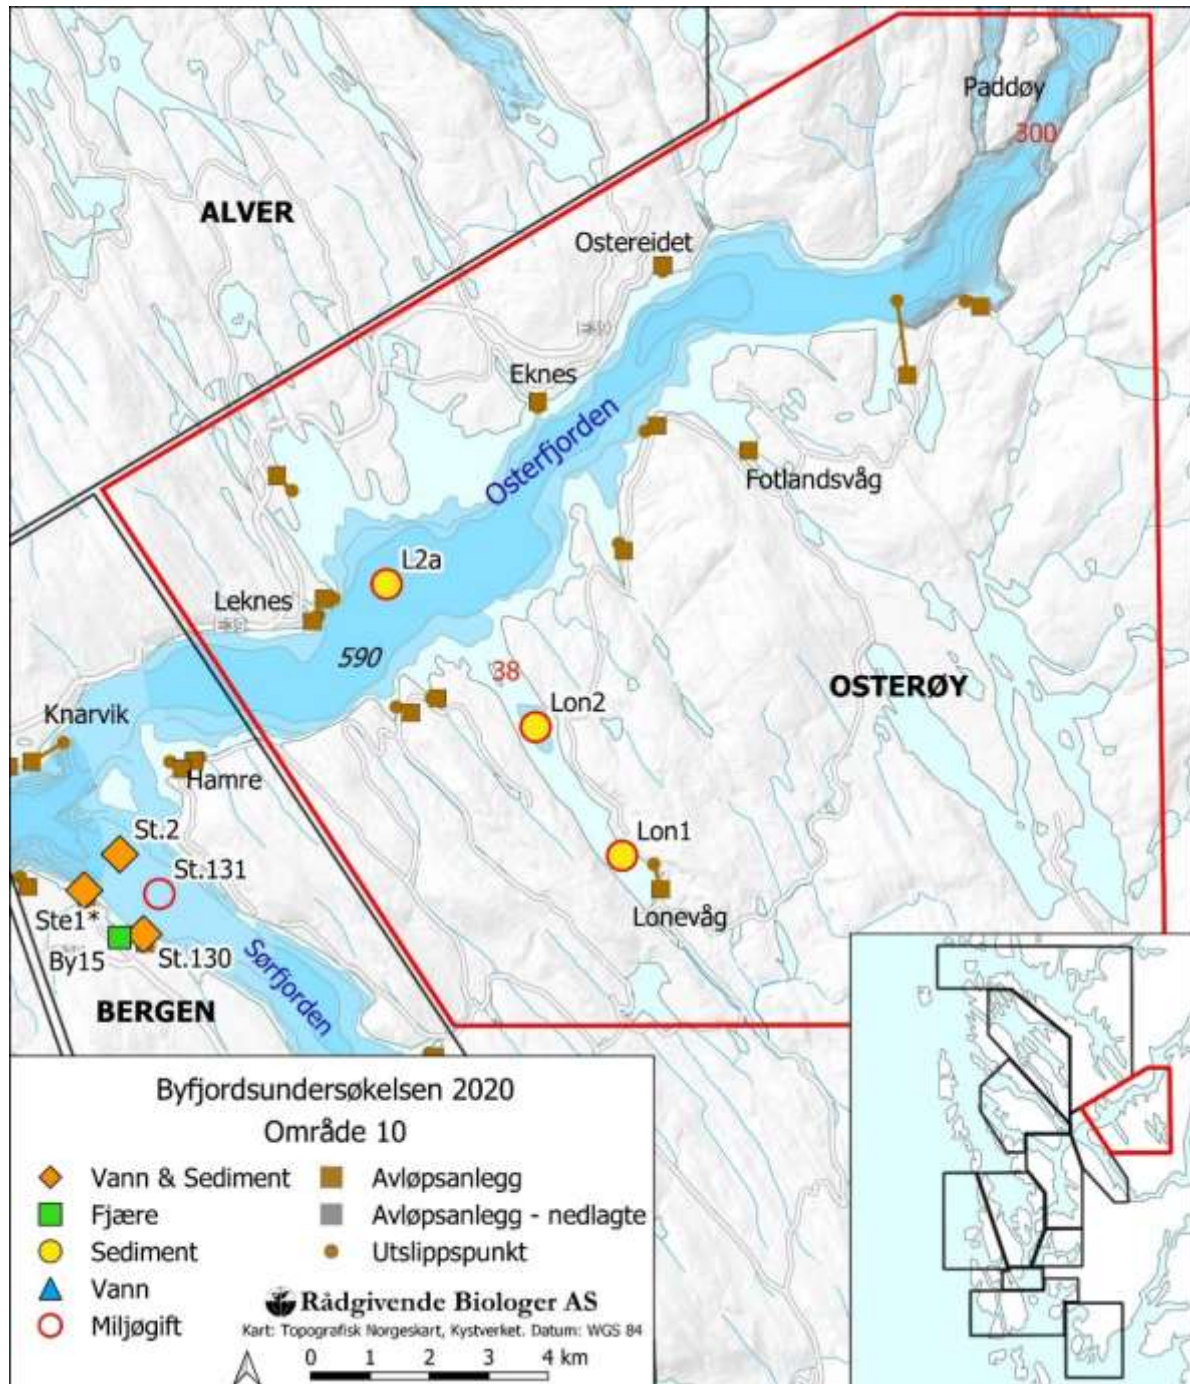 Paddøy
300
ALVER
Ostereidet
Eknes
Osterfjorden
Fotlandsvåg
L2a
Leknes
590
38
OSTERØY
Lon2
Knarvik
Hamre
St.2
Lon1
St.131
Lonevåg
Ste1*
By15
St.130
Sørfjorden
BERGEN
Byfjordsundersøkelsen 2020
Område 10
Vann & Sediment
Avløpsanlegg
Fjære
Avløpsanlegg - nedlagte
Sediment
Utslippspunkt
Vann
Miljøgift
Rådgivende Biologer AS
Kart: Topografisk Norgeskart, Kystverket. Datum: WGS 84
0 1 2 3 4 km